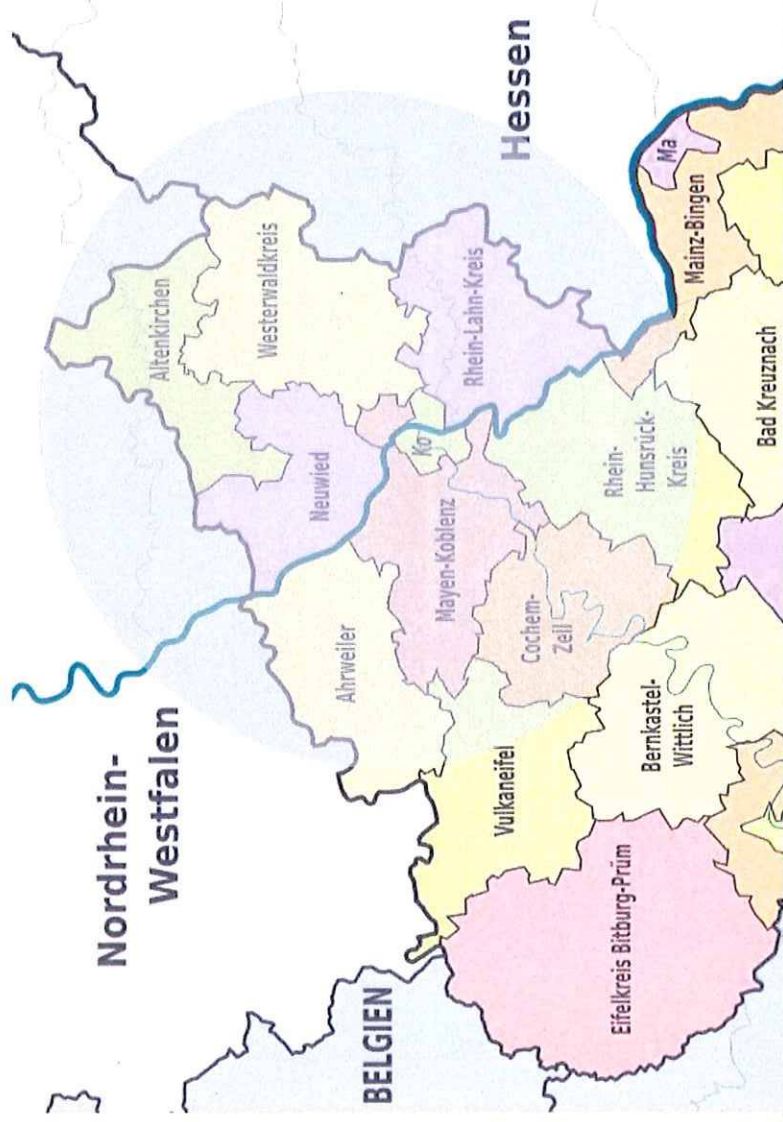 Nordrhein-
Westfalen
Hessen
BELGIEN
Altenkirchen
Westerwaldkreis
Neuwied
Rhein-Lahn-Kreis
Ahrweiler
Mayen-Koblenz
Ko
Cochem-
Zell
Rhein-
Hunsrück-
Kreis
Vulkaneifel
Eifelkreis Bitburg-Prüm
Bernkastel-
Wittlich
Bad Kreuznach
Mainz-Bingen
Ma